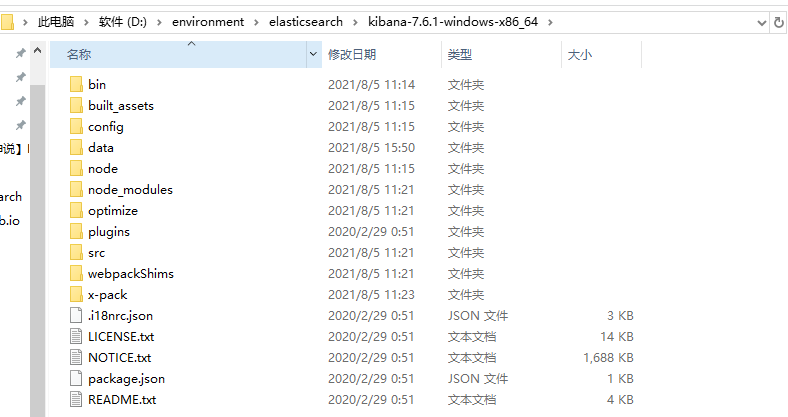 此电脑 > 软件 (D:) > environment > elasticsearch > kibana-7.6.1-windows-x86_64 >
名称 修改日期 类型 大小
bin 2021/8/5 11:14 文件夹
built_assets 2021/8/5 11:15 文件夹
config 2021/8/5 11:15 文件夹
data 2021/8/5 15:50 文件夹
node 2021/8/5 11:15 文件夹
node_modules 2021/8/5 11:21 文件夹
optimize 2021/8/5 11:21 文件夹
plugins 2020/2/29 0:51 文件夹
src 2021/8/5 11:21 文件夹
webpackShims 2021/8/5 11:21 文件夹
x-pack 2021/8/5 11:23 文件夹
.i18nrc.json 2020/2/29 0:51 JSON 文件 3 KB
LICENSE.txt 2020/2/29 0:51 文本文档 14 KB
NOTICE.txt 2020/2/29 0:51 文本文档 1,688 KB
package.json 2020/2/29 0:51 JSON 文件 1 KB
README.txt 2020/2/29 0:51 文本文档 4 KB
说】
arch
b.io